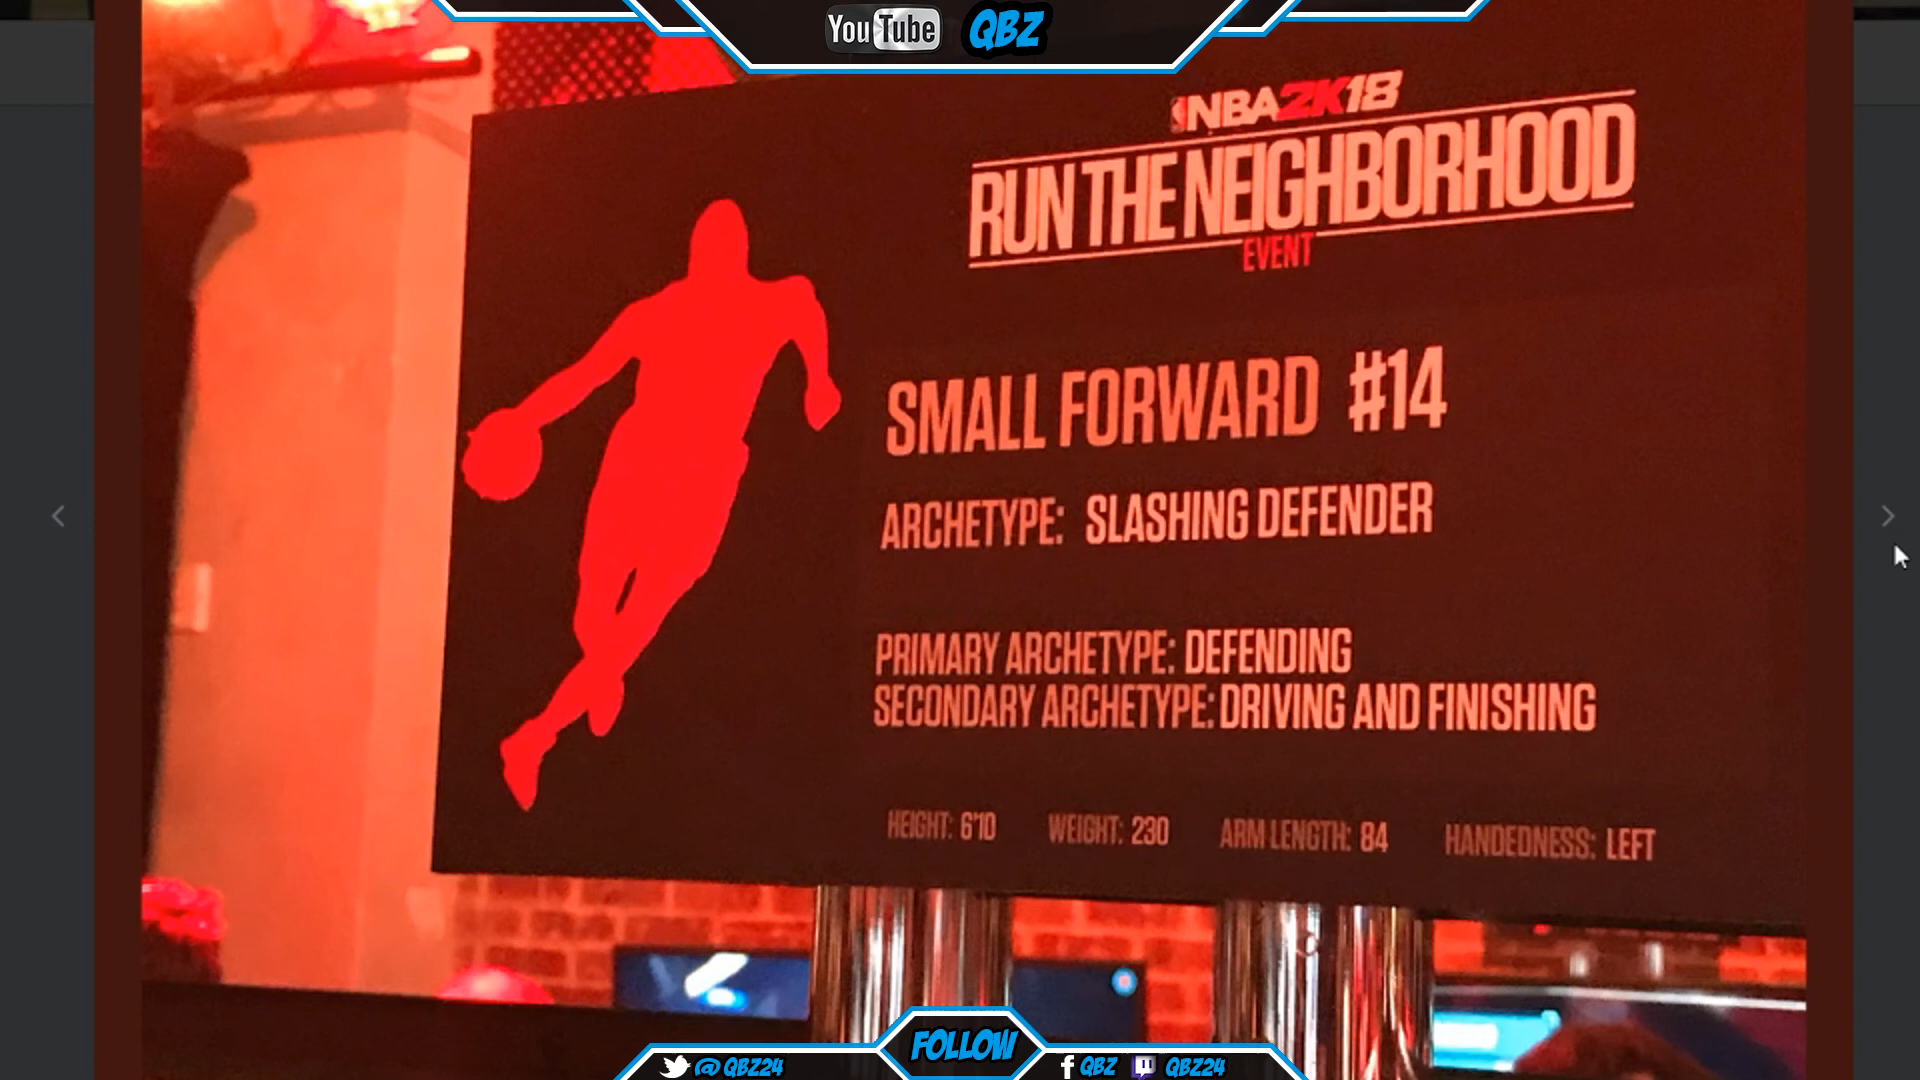 YouTube QBZ
NBA2K18
RUN THE NEIGHBORHOOD
EVENT
SMALL FORWARD #14
ARCHETYPE: SLASHING DEFENDER
PRIMARY ARCHETYPE: DEFENDING
SECONDARY ARCHETYPE: DRIVING AND FINISHING
HEIGHT: 6'10 WEIGHT: 230 ARM LENGTH: 84 HANDEDNESS: LEFT
FOLLOW
@QBZ24 QBZ QBZ24